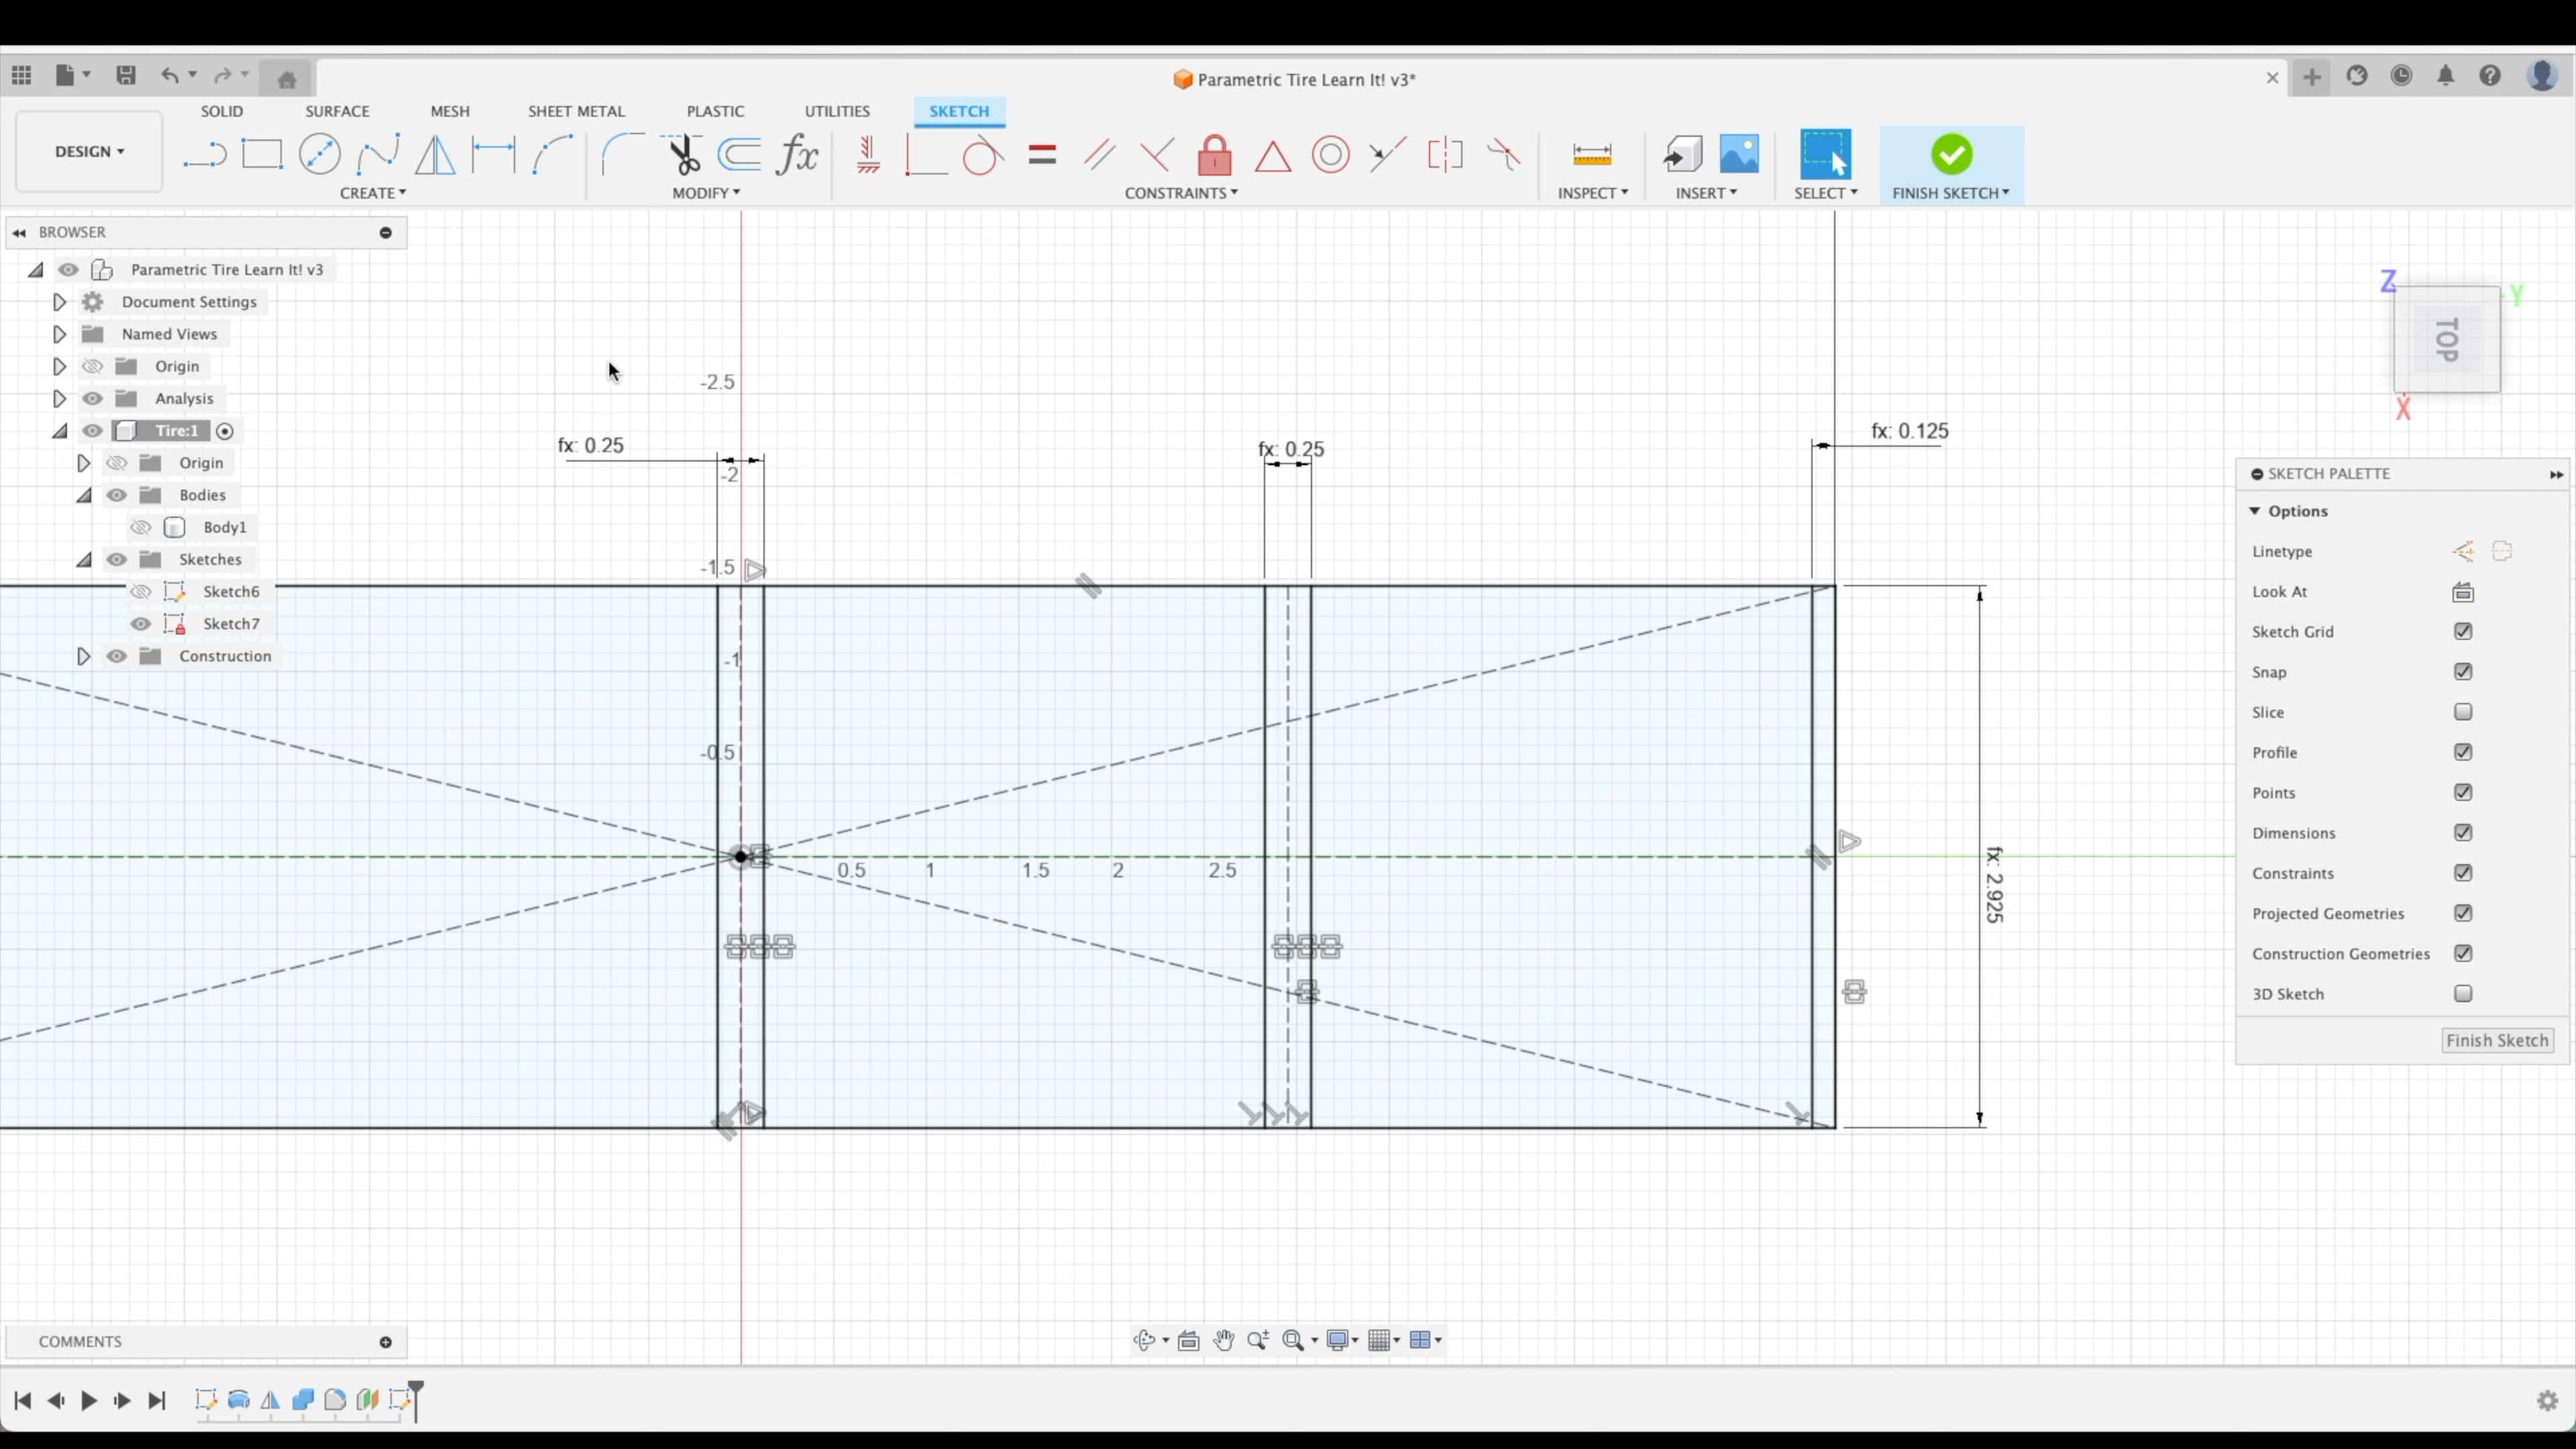 Parametric Tire Learn It! v3*
SOLID
SURFACE
MESH
SHEET METAL
PLASTIC
UTILITIES
SKETCH
DESIGN
CREATE
fx
MODIFY
CONSTRAINTS
INSPECT
INSERT
SELECT
FINISH SKETCH
BROWSER
Parametric Tire Learn It! v3
Document Settings
Named Views
Origin
Analysis
Tire:1
Origin
Bodies
Body1
Sketches
Sketch6
Sketch7
Construction
-2.5
-2
-1.5
-1
-0.5
0.5
1
1.5
2
2.5
fx: 0.25
fx: 0.25
fx: 0.125
fx: 2.925
Z
Y
TOP
X
SKETCH PALETTE
Options
Linetype
Look At
Sketch Grid
Snap
Slice
Profile
Points
Dimensions
Constraints
Projected Geometries
Construction Geometries
3D Sketch
Finish Sketch
COMMENTS